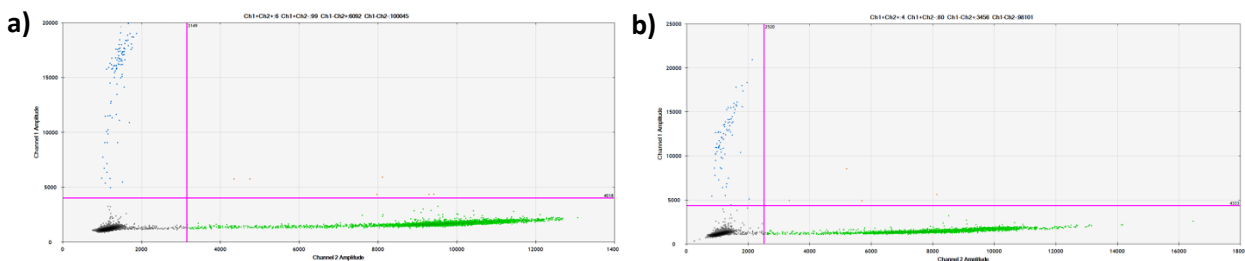 a)
Ch1+Ch2+:6 Ch1+Ch2-:99 Ch1-Ch2+:6092 Ch1-Ch2-:100045
3149
20000
15000
10000
5000
0
Channel 1 Amplitude
4018
0 2000 4000 6000 8000 10000 12000 1400
Channel 2 Amplitude
b)
Ch1+Ch2+:4 Ch1+Ch2-:60 Ch1-Ch2+:3456 Ch1-Ch2-:98101
25000
20000
15000
10000
5000
0
Channel 1 Amplitude
0 2000 4000 6000 8000 10000 12000 14000 16000 1800
Channel 2 Amplitude